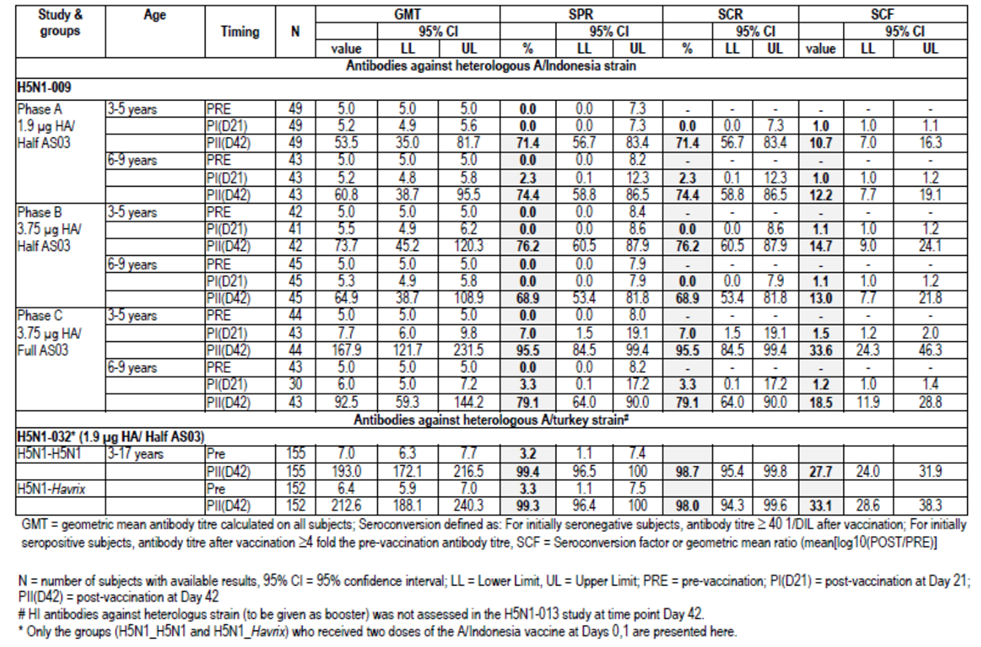 Study & groups Age Timing N GMT SPR SCR SCF
95% CI 95% CI 95% CI 95% CI
value LL UL % LL UL % LL UL value LL UL
Antibodies against heterologous A/Indonesia strain
H5N1-009
Phase A 3-5 years PRE 49 5.0 5.0 5.0 0.0 0.0 7.3 - - - - - -
1.9 µg HA/ PI(D21) 49 5.2 4.9 5.6 0.0 0.0 7.3 0.0 0.0 7.3 1.0 1.0 1.1
Half AS03 PII(D42) 49 53.5 35.0 81.7 71.4 56.7 83.4 71.4 56.7 83.4 10.7 7.0 16.3
6-9 years PRE 43 5.0 5.0 5.0 0.0 0.0 8.2 - - - - - -
PI(D21) 43 5.2 4.8 5.8 2.3 0.1 12.3 2.3 0.1 12.3 1.0 1.0 1.2
PII(D42) 43 60.8 38.7 95.5 74.4 58.8 86.5 74.4 58.8 86.5 12.2 7.7 19.1
Phase B 3-5 years PRE 42 5.0 5.0 5.0 0.0 0.0 8.4 - - - - - -
3.75 µg HA/ PI(D21) 41 5.5 4.9 6.2 0.0 0.0 8.6 0.0 0.0 8.6 1.1 1.0 1.2
Half AS03 PII(D42) 42 73.7 45.2 120.3 76.2 60.5 87.9 76.2 60.5 87.9 14.7 9.0 24.1
6-9 years PRE 45 5.0 5.0 5.0 0.0 0.0 7.9 - - - - - -
PI(D21) 45 5.3 4.9 5.8 0.0 0.0 7.9 0.0 0.0 7.9 1.1 1.0 1.2
PII(D42) 45 64.9 38.7 108.9 68.9 53.4 81.8 68.9 53.4 81.8 13.0 7.7 21.8
Phase C 3-5 years PRE 44 5.0 5.0 5.0 0.0 0.0 8.0 - - - - - -
3.75 µg HA/ PI(D21) 43 7.7 6.0 9.8 7.0 1.5 19.1 7.0 1.5 19.1 1.5 1.2 2.0
Full AS03 PII(D42) 44 167.9 121.7 231.5 95.5 84.5 99.4 95.5 84.5 99.4 33.6 24.3 46.3
6-9 years PRE 43 5.0 5.0 5.0 0.0 0.0 8.2 - - - - - -
PI(D21) 30 6.0 5.0 7.2 3.3 0.1 17.2 3.3 0.1 17.2 1.2 1.0 1.4
PII(D42) 43 92.5 59.3 144.2 79.1 64.0 90.0 79.1 64.0 90.0 18.5 11.9 28.8
Antibodies against heterologous A/turkey strain#
H5N1-032* (1.9 µg HA/ Half AS03)
H5N1-H5N1 3-17 years Pre 155 7.0 6.3 7.7 3.2 1.1 7.4
PII(D42) 155 193.0 172.1 216.5 99.4 96.5 100 98.7 95.4 99.8 27.7 24.0 31.9
H5N1-Havrix Pre 152 6.4 5.9 7.0 3.3 1.1 7.5
PII(D42) 152 212.6 188.1 240.3 99.3 96.4 100 98.0 94.3 99.6 33.1 28.6 38.3
GMT = geometric mean antibody titre calculated on all subjects; Seroconversion defined as: For initially seronegative subjects, antibody titre ≥ 40 1/DIL after vaccination; For initially
seropositive subjects, antibody titre after vaccination ≥4 fold the pre-vaccination antibody titre, SCF = Seroconversion factor or geometric mean ratio (mean[log10(POST/PRE)]
N = number of subjects with available results, 95% CI = 95% confidence interval; LL = Lower Limit, UL = Upper Limit; PRE = pre-vaccination; PI(D21) = post-vaccination at Day 21;
PII(D42) = post-vaccination at Day 42
# HI antibodies against heterologus strain (to be given as booster) was not assessed in the H5N1-013 study at time point Day 42.
* Only the groups (H5N1_H5N1 and H5N1_Havrix) who received two doses of the A/Indonesia vaccine at Days 0,1 are presented here.